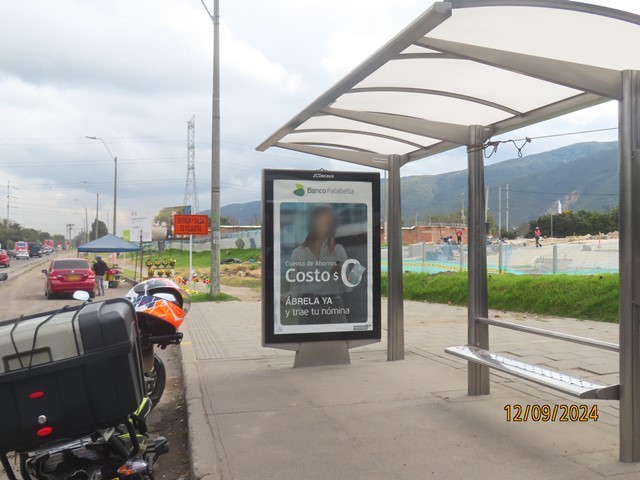 JCDecaux
Banco Falabella
Cuenta de Ahorros
Costo $0
ÁBRELA YA
y trae tu nómina
12/09/2024